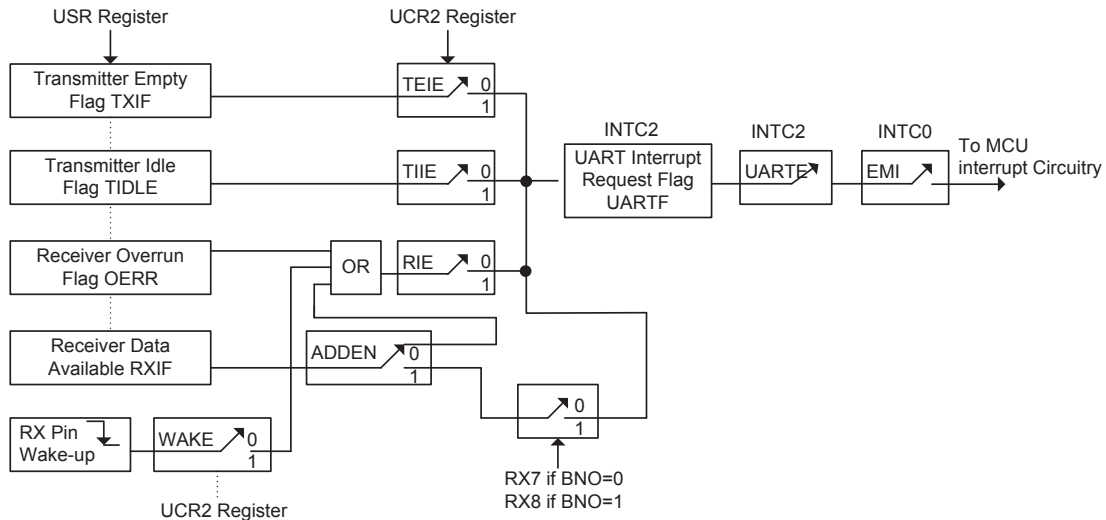 USR Register
UCR2 Register
Transmitter Empty
Flag TXIF
TEIE
0
1
INTC2
INTC2
INTC0
Transmitter Idle
Flag TIDLE
TIIE
0
1
UART Interrupt
Request Flag
UARTF
UARTE
EMI
To MCU
interrupt Circuitry
Receiver Overrun
Flag OERR
OR
RIE
0
1
Receiver Data
Available RXIF
ADDEN
0
1
0
1
RX Pin
Wake-up
WAKE
0
1
RX7 if BNO=0
RX8 if BNO=1
UCR2 Register